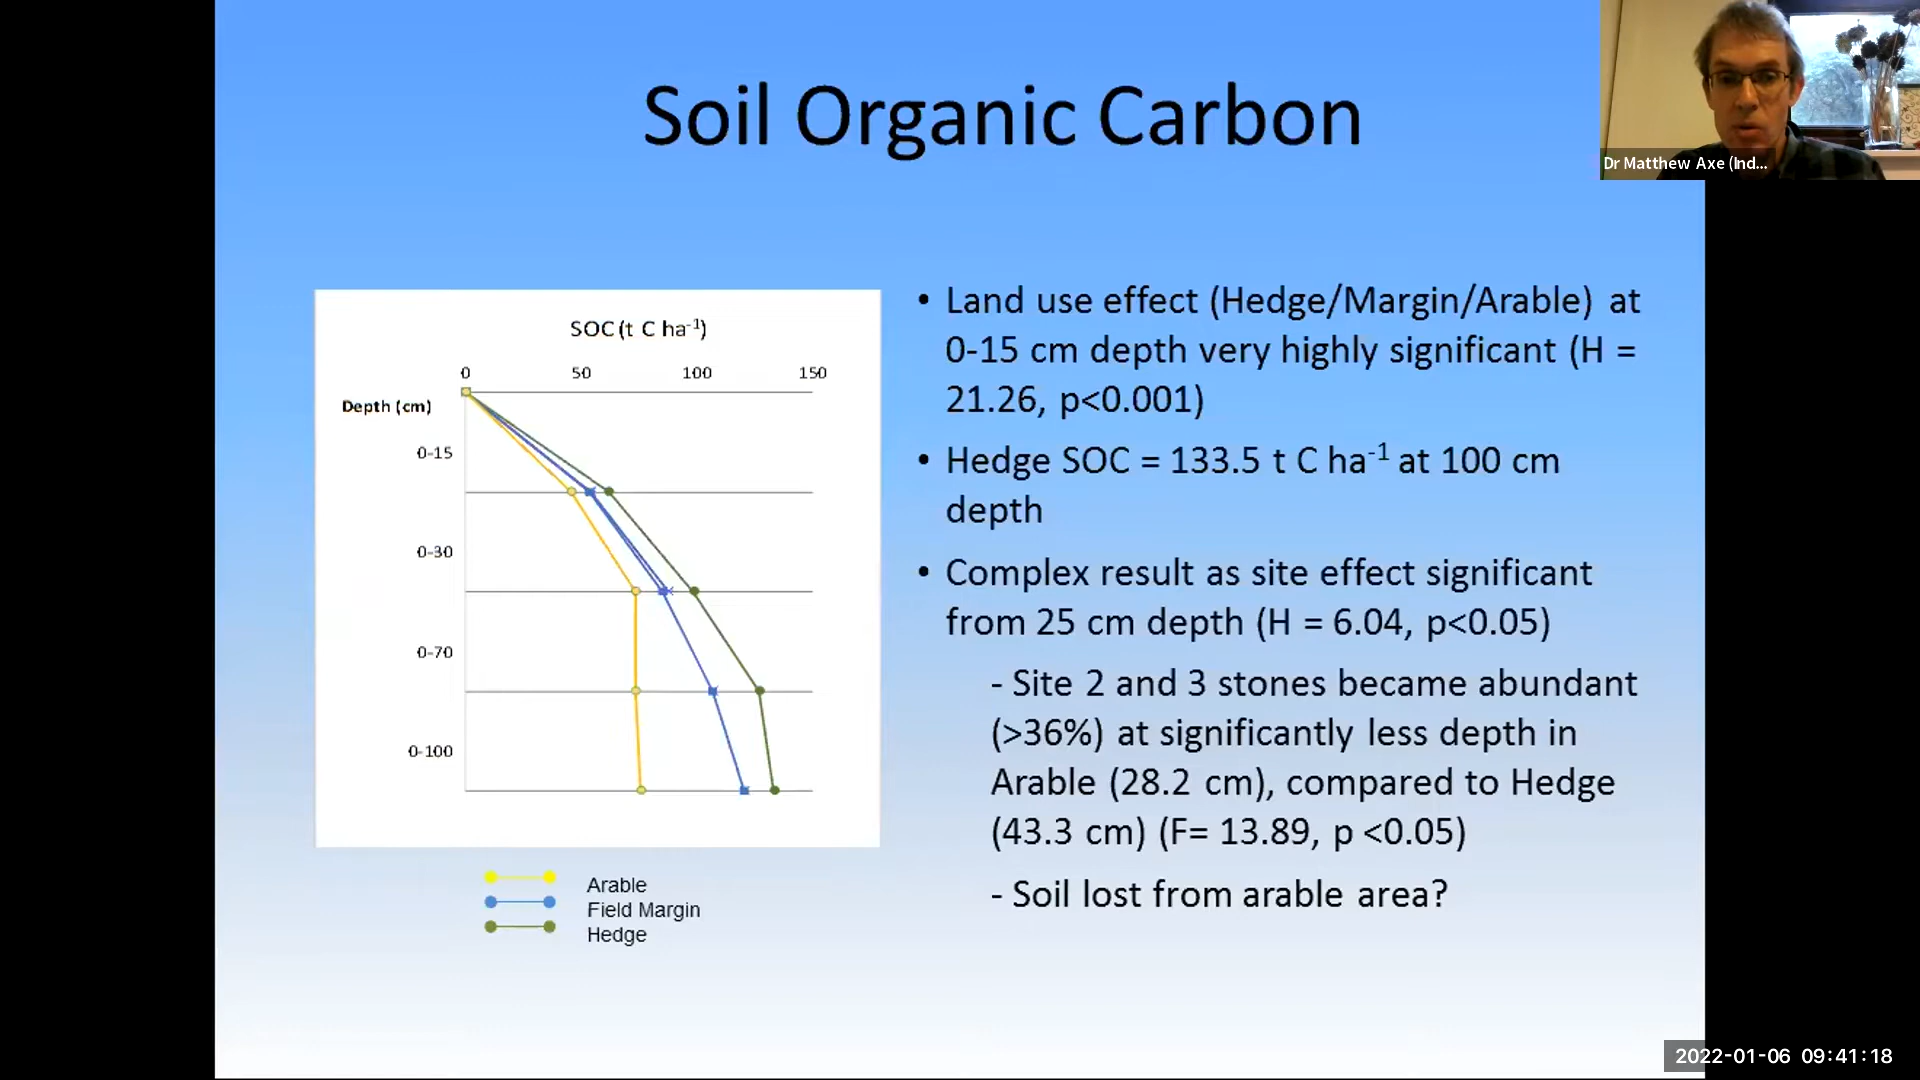 Soil Organic Carbon
Dr Matthew Axe (Ind...
SOC (t C ha⁻¹)
0 50 100 150
Depth (cm)
0-15
0-30
0-70
0-100
Arable
Field Margin
Hedge
• Land use effect (Hedge/Margin/Arable) at
0-15 cm depth very highly significant (H =
21.26, p<0.001)
• Hedge SOC = 133.5 t C ha⁻¹ at 100 cm
depth
• Complex result as site effect significant
from 25 cm depth (H = 6.04, p<0.05)
- Site 2 and 3 stones became abundant
(>36%) at significantly less depth in
Arable (28.2 cm), compared to Hedge
(43.3 cm) (F= 13.89, p <0.05)
- Soil lost from arable area?
2022-01-06 09:41:18